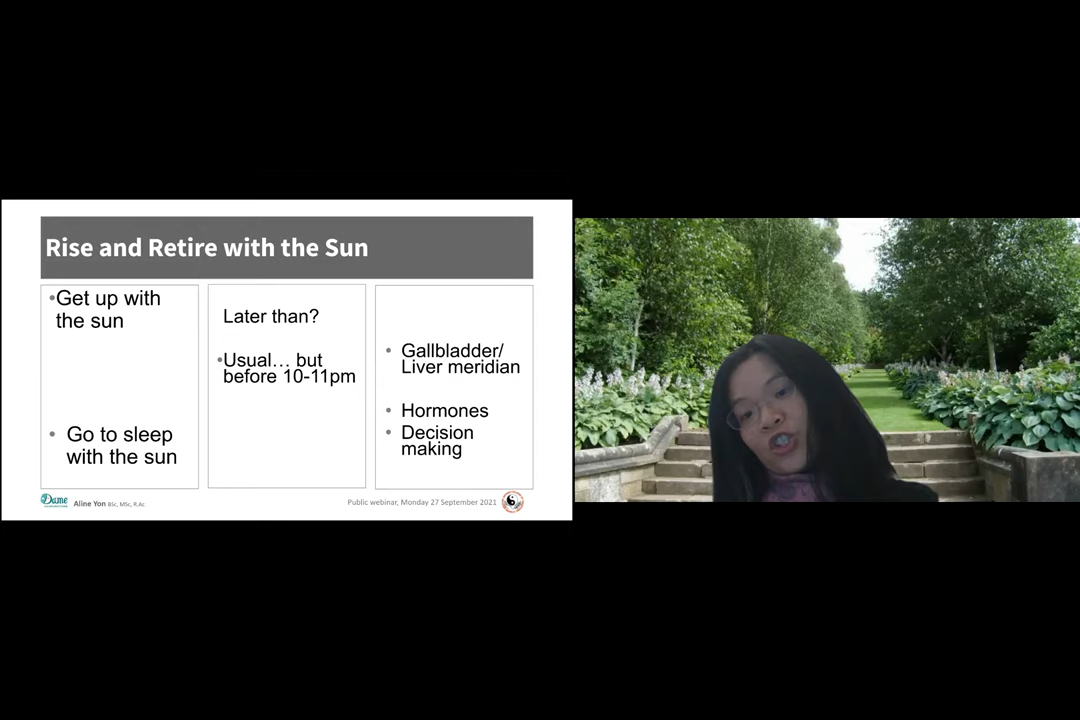 Rise and Retire with the Sun
•Get up with
the sun
• Go to sleep
with the sun
Later than?
•Usual... but
before 10-11pm
• Gallbladder/
Liver meridian
• Hormones
• Decision
making
Dame
Aline Yon BSc, MSc, R.Ac
Public webinar, Monday 27 September 2021